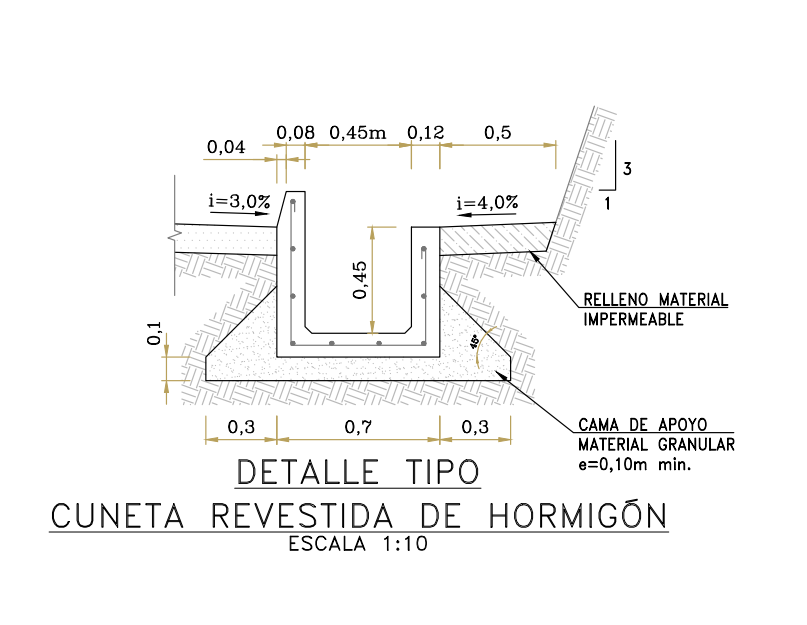 0,08 0,45m 0,12 0,5
0,04
3
1
i=3,0% i=4,0%
0,45
RELLENO MATERIAL
IMPERMEABLE
0,1
45°
0,3 0,7 0,3
CAMA DE APOYO
MATERIAL GRANULAR
e=0,10m min.
DETALLE TIPO
CUNETA REVESTIDA DE HORMIGÓN
ESCALA 1:10